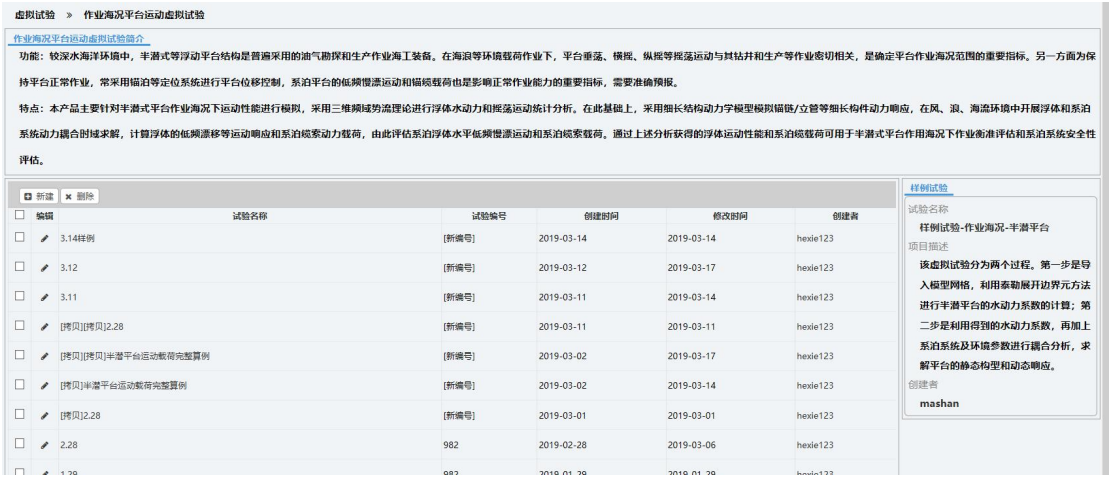 虚拟试验 » 作业海况平台运动虚拟试验
作业海况平台运动虚拟试验简介
功能：较深水海洋环境中，半潜式等浮动平台结构是普遍采用的油气勘探和生产作业海工装备。在海浪等环境载荷作业下，平台垂荡、横摇、纵摇等摇荡运动与其钻井和生产等作业密切相关，是确定平台作业海况范围的重要指标。另一方面为保
持平台正常作业，常采用锚泊等定位系统进行平台位移控制，系泊平台的低频慢漂运动和锚缆载荷也是影响正常作业能力的重要指标，需要准确预报。
特点：本产品主要针对半潜式平台作业海况下运动性能进行模拟，采用三维频域势流理论进行浮体水动力和摇荡运动统计分析。在此基础上，采用细长结构动力学模型模拟锚链/立管等细长构件动力响应，在风、浪、海流环境中开展浮体和系泊
系统动力耦合时域求解，计算浮体的低频漂移等运动响应和系泊缆索动力载荷，由此评估系泊浮体水平低频慢漂运动和系泊缆索载荷。通过上述分析获得的浮体运动性能和系泊缆载荷可用于半潜式平台作用海况下作业衡准评估和系泊系统安全性
评估。
新建 删除
编辑 试验名称 试验编号 创建时间 修改时间 创建者
3.14样例 [新编号] 2019-03-14 2019-03-14 hexie123
3.12 [新编号] 2019-03-12 2019-03-17 hexie123
3.11 [新编号] 2019-03-11 2019-03-14 hexie123
[拷贝][拷贝]2.28 [新编号] 2019-03-11 2019-03-11 hexie123
[拷贝][拷贝]半潜平台运动载荷完整算例 [新编号] 2019-03-02 2019-03-17 hexie123
[拷贝]半潜平台运动载荷完整算例 [新编号] 2019-03-02 2019-03-14 hexie123
[拷贝]2.28 [新编号] 2019-03-01 2019-03-01 hexie123
2.28 982 2019-02-28 2019-03-06 hexie123
1.29 982 2019-01-29 2019-01-29 hexie123
样例试验
试验名称
样例试验-作业海况-半潜平台
项目描述
该虚拟试验分为两个过程。第一步是导
入模型网格，利用泰勒展开边界元方法
进行半潜平台的水动力系数的计算；第
二步是利用得到的水动力系数，再加上
系泊系统及环境参数进行耦合分析，求
解平台的静态构型和动态响应。
创建者
mashan